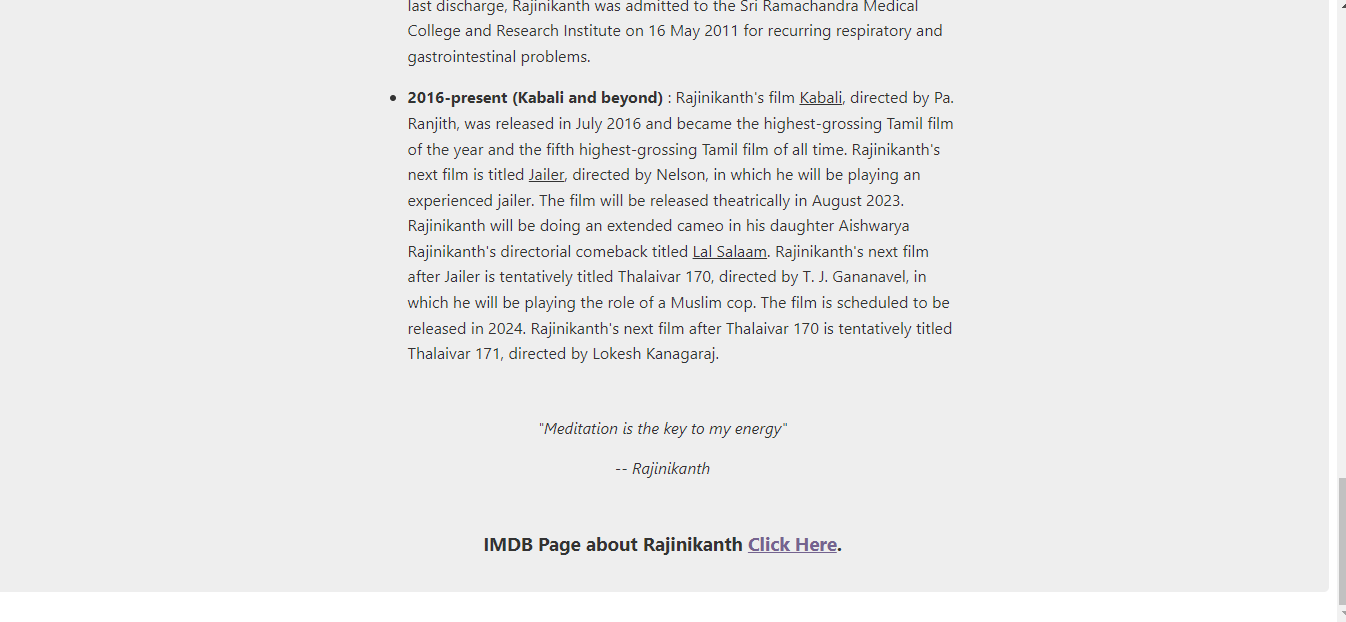 last discharge, Rajinikanth was admitted to the Sri Ramachandra Medical
College and Research Institute on 16 May 2011 for recurring respiratory and
gastrointestinal problems.
• 2016-present (Kabali and beyond) : Rajinikanth's film Kabali, directed by Pa.
Ranjith, was released in July 2016 and became the highest-grossing Tamil film
of the year and the fifth highest-grossing Tamil film of all time. Rajinikanth's
next film is titled Jailer, directed by Nelson, in which he will be playing an
experienced jailer. The film will be released theatrically in August 2023.
Rajinikanth will be doing an extended cameo in his daughter Aishwarya
Rajinikanth's directorial comeback titled Lal Salaam. Rajinikanth's next film
after Jailer is tentatively titled Thalaivar 170, directed by T. J. Gananavel, in
which he will be playing the role of a Muslim cop. The film is scheduled to be
released in 2024. Rajinikanth's next film after Thalaivar 170 is tentatively titled
Thalaivar 171, directed by Lokesh Kanagaraj.
"Meditation is the key to my energy"
-- Rajinikanth
IMDB Page about Rajinikanth Click Here.